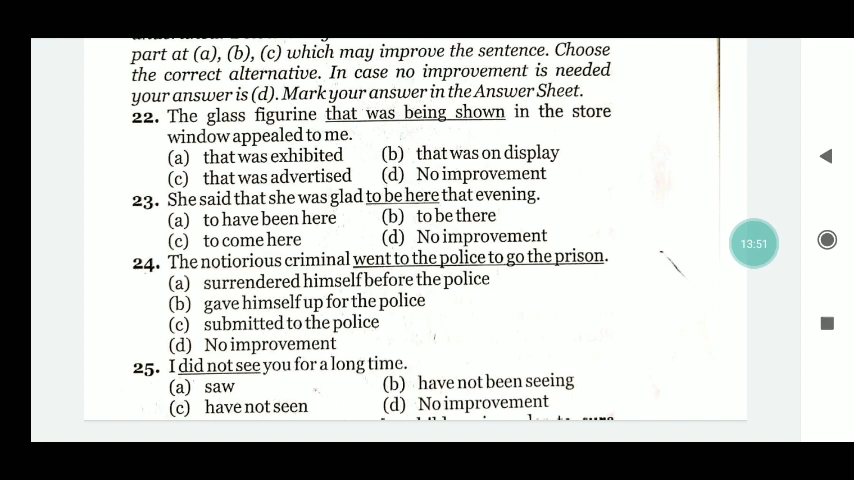 part at (a), (b), (c) which may improve the sentence. Choose
the correct alternative. In case no improvement is needed
your answer is (d). Mark your answer in the Answer Sheet.
22. The glass figurine that was being shown in the store
window appealed to me.
(a) that was exhibited (b) that was on display
(c) that was advertised (d) No improvement
23. She said that she was glad to be here that evening.
(a) to have been here (b) to be there
(c) to come here (d) No improvement
24. The notiorious criminal went to the police to go the prison.
(a) surrendered himself before the police
(b) gave himself up for the police
(c) submitted to the police
(d) No improvement
25. I did not see you for a long time.
(a) saw (b) have not been seeing
(c) have not seen (d) No improvement
13:51